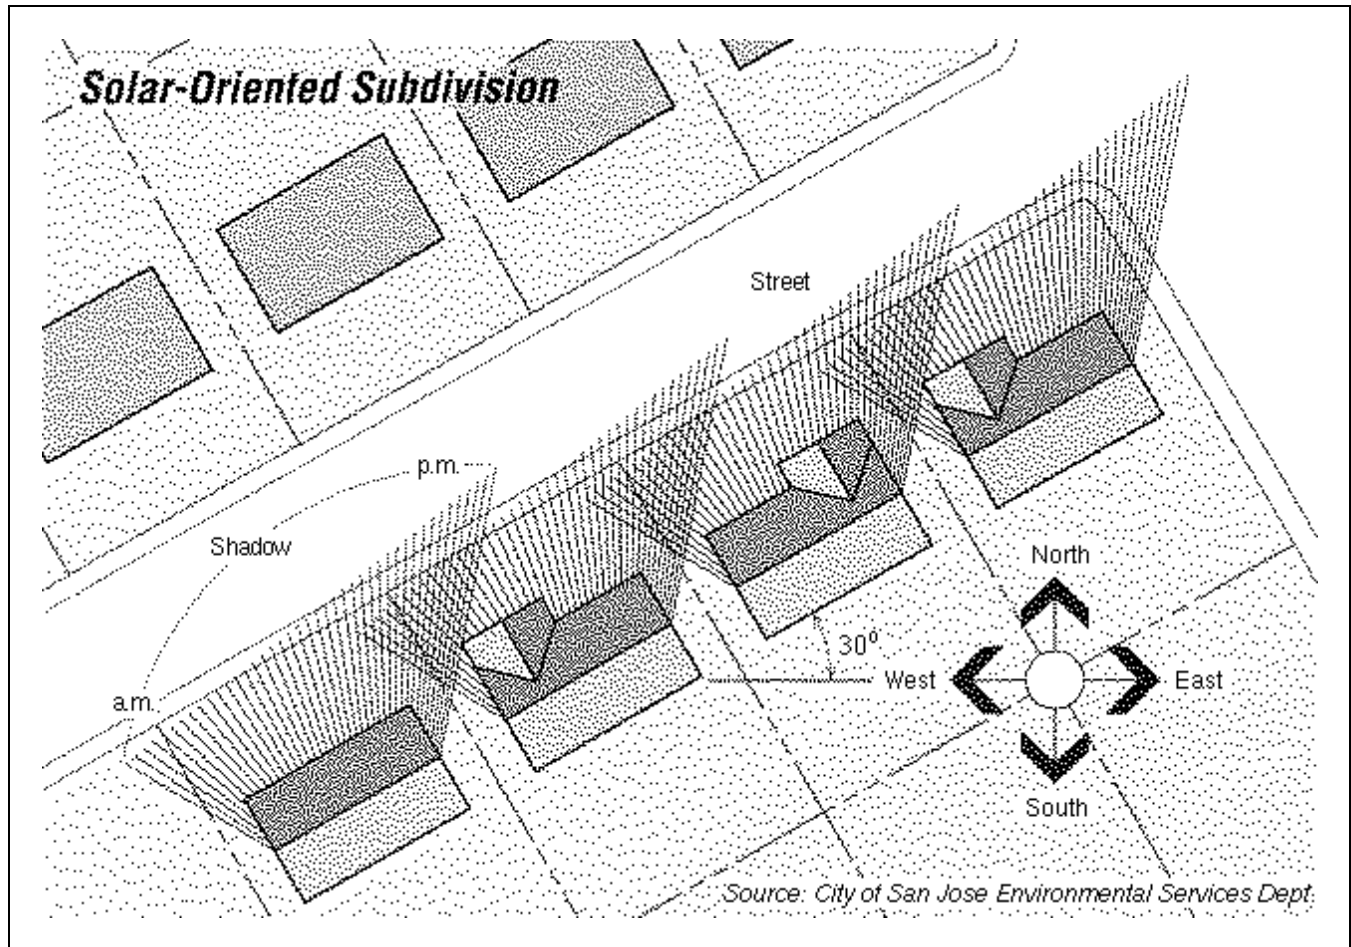 Solar-Oriented Subdivision
Street
p.m.
Shadow
a.m.
North
30°
West
East
South
Source: City of San Jose Environmental Services Dept.